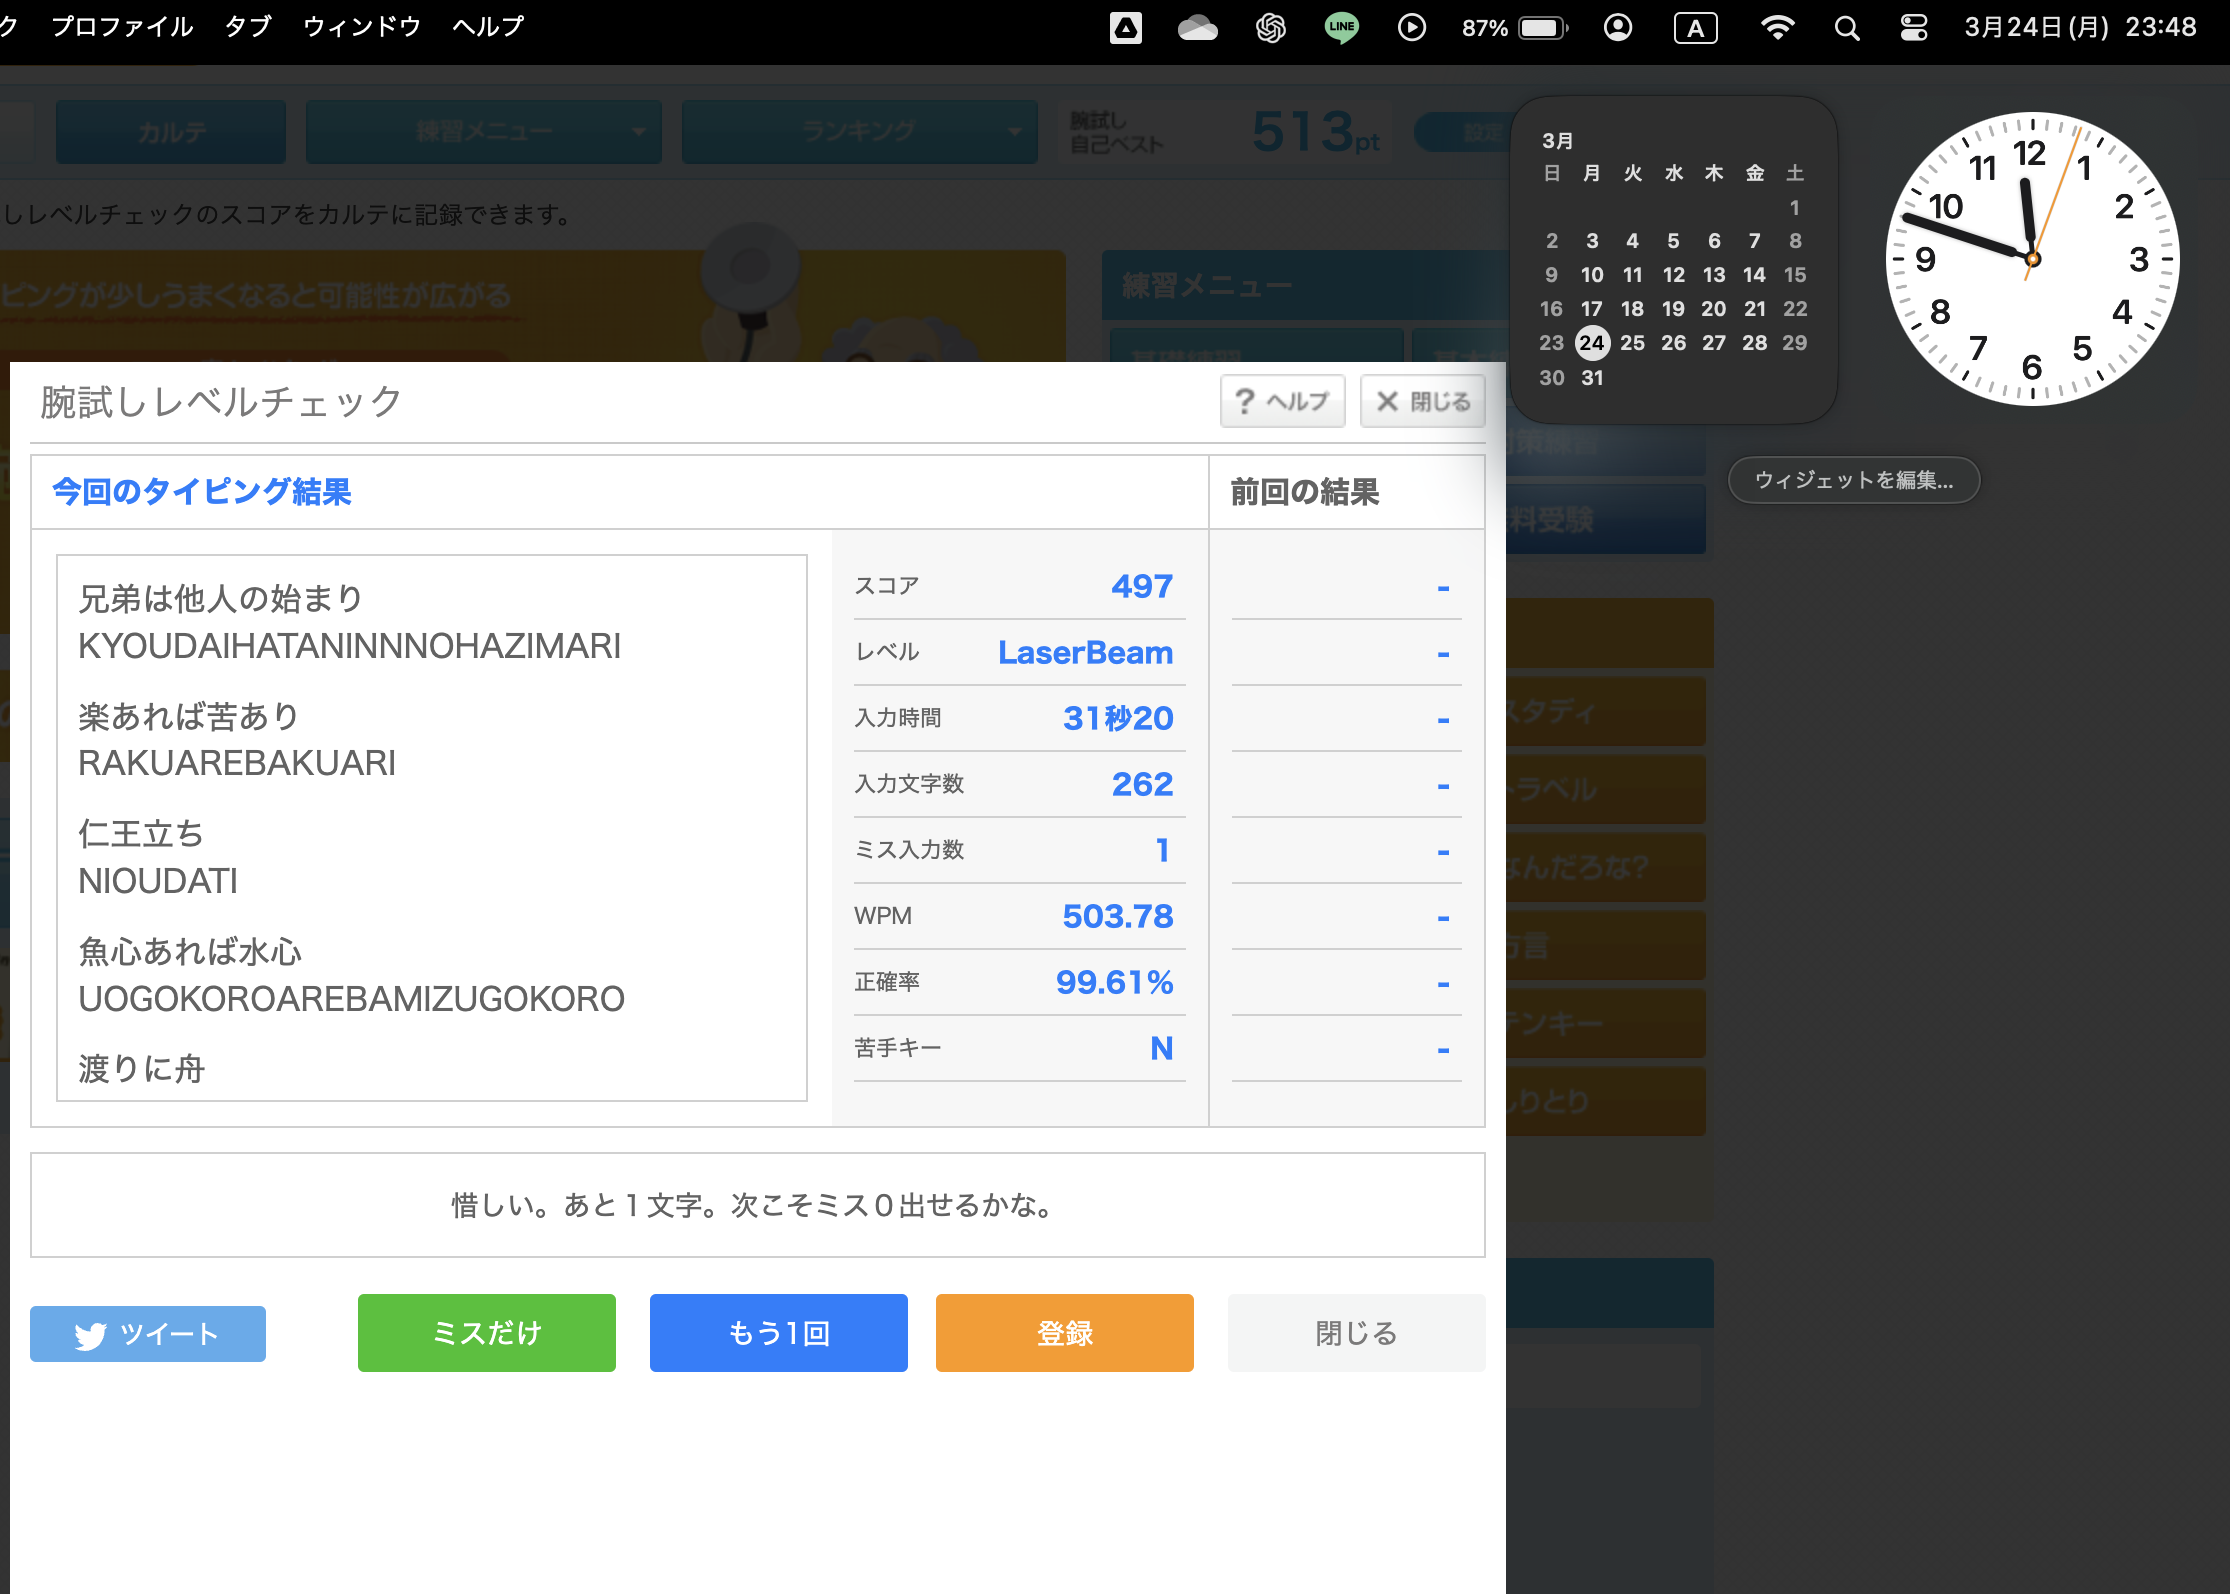 ク プロファイル タブ ウィンドウ ヘルプ LINE 87% A 3月24日(月) 23:48
カルテ 練習メニュー ランキング 腕試し 自己ベスト 513pt 設定
しレベルチェックのスコアをカルテに記録できます。
ピングが少しうまくなると可能性が広がる
練習メニュー
基礎練習
3月
日 月 火 水 木 金 土
1
2 3 4 5 6 7 8
9 10 11 12 13 14 15
16 17 18 19 20 21 22
23 24 25 26 27 28 29
30 31
12
1
2
3
4
5
6
7
8
9
10
11
ウィジェットを編集...
腕試しレベルチェック
? ヘルプ
× 閉じる
今回のタイピング結果
前回の結果
兄弟は他人の始まり
KYOUDAIHATANINNNOHAZIMARI
楽あれば苦あり
RAKUAREBAKUARI
仁王立ち
NIOUDATI
魚心あれば水心
UOGOKOROAREBAMIZUGOKORO
渡りに舟
スコア 497 -
レベル LaserBeam -
入力時間 31秒20 -
入力文字数 262 -
ミス入力数 1 -
WPM 503.78 -
正確率 99.61% -
苦手キー N -
惜しい。あと１文字。次こそミス０出せるかな。
ツイート
ミスだけ
もう1回
登録
閉じる
対策練習
料受験
スタディ
トラベル
なんだろな?
方言
テンキー
しりとり